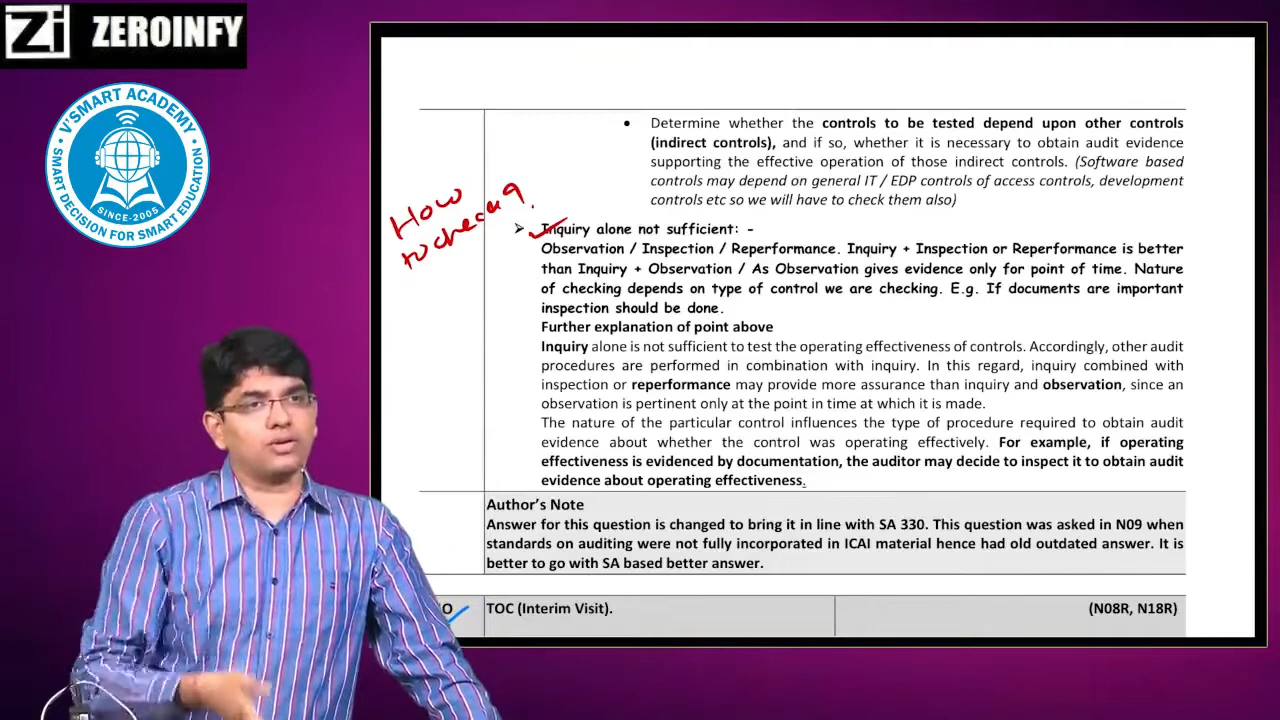 Zi ZEROINFY
V'SMART ACADEMY
SMART DECISION FOR SMART EDUCATION
SINCE-2005
• Determine whether the controls to be tested depend upon other controls
(indirect controls), and if so, whether it is necessary to obtain audit evidence
supporting the effective operation of those indirect controls. (Software based
controls may depend on general IT / EDP controls of access controls, development
controls etc so we will have to check them also)
How
to check?
➢ Inquiry alone not sufficient: -
Observation / Inspection / Reperformance. Inquiry + Inspection or Reperformance is better
than Inquiry + Observation / As Observation gives evidence only for point of time. Nature
of checking depends on type of control we are checking. E.g. If documents are important
inspection should be done.
Further explanation of point above
Inquiry alone is not sufficient to test the operating effectiveness of controls. Accordingly, other audit
procedures are performed in combination with inquiry. In this regard, inquiry combined with
inspection or reperformance may provide more assurance than inquiry and observation, since an
observation is pertinent only at the point in time at which it is made.
The nature of the particular control influences the type of procedure required to obtain audit
evidence about whether the control was operating effectively. For example, if operating
effectiveness is evidenced by documentation, the auditor may decide to inspect it to obtain audit
evidence about operating effectiveness.
Author's Note
Answer for this question is changed to bring it in line with SA 330. This question was asked in N09 when
standards on auditing were not fully incorporated in ICAI material hence had old outdated answer. It is
better to go with SA based better answer.
TOC (Interim Visit). (N08R, N18R)